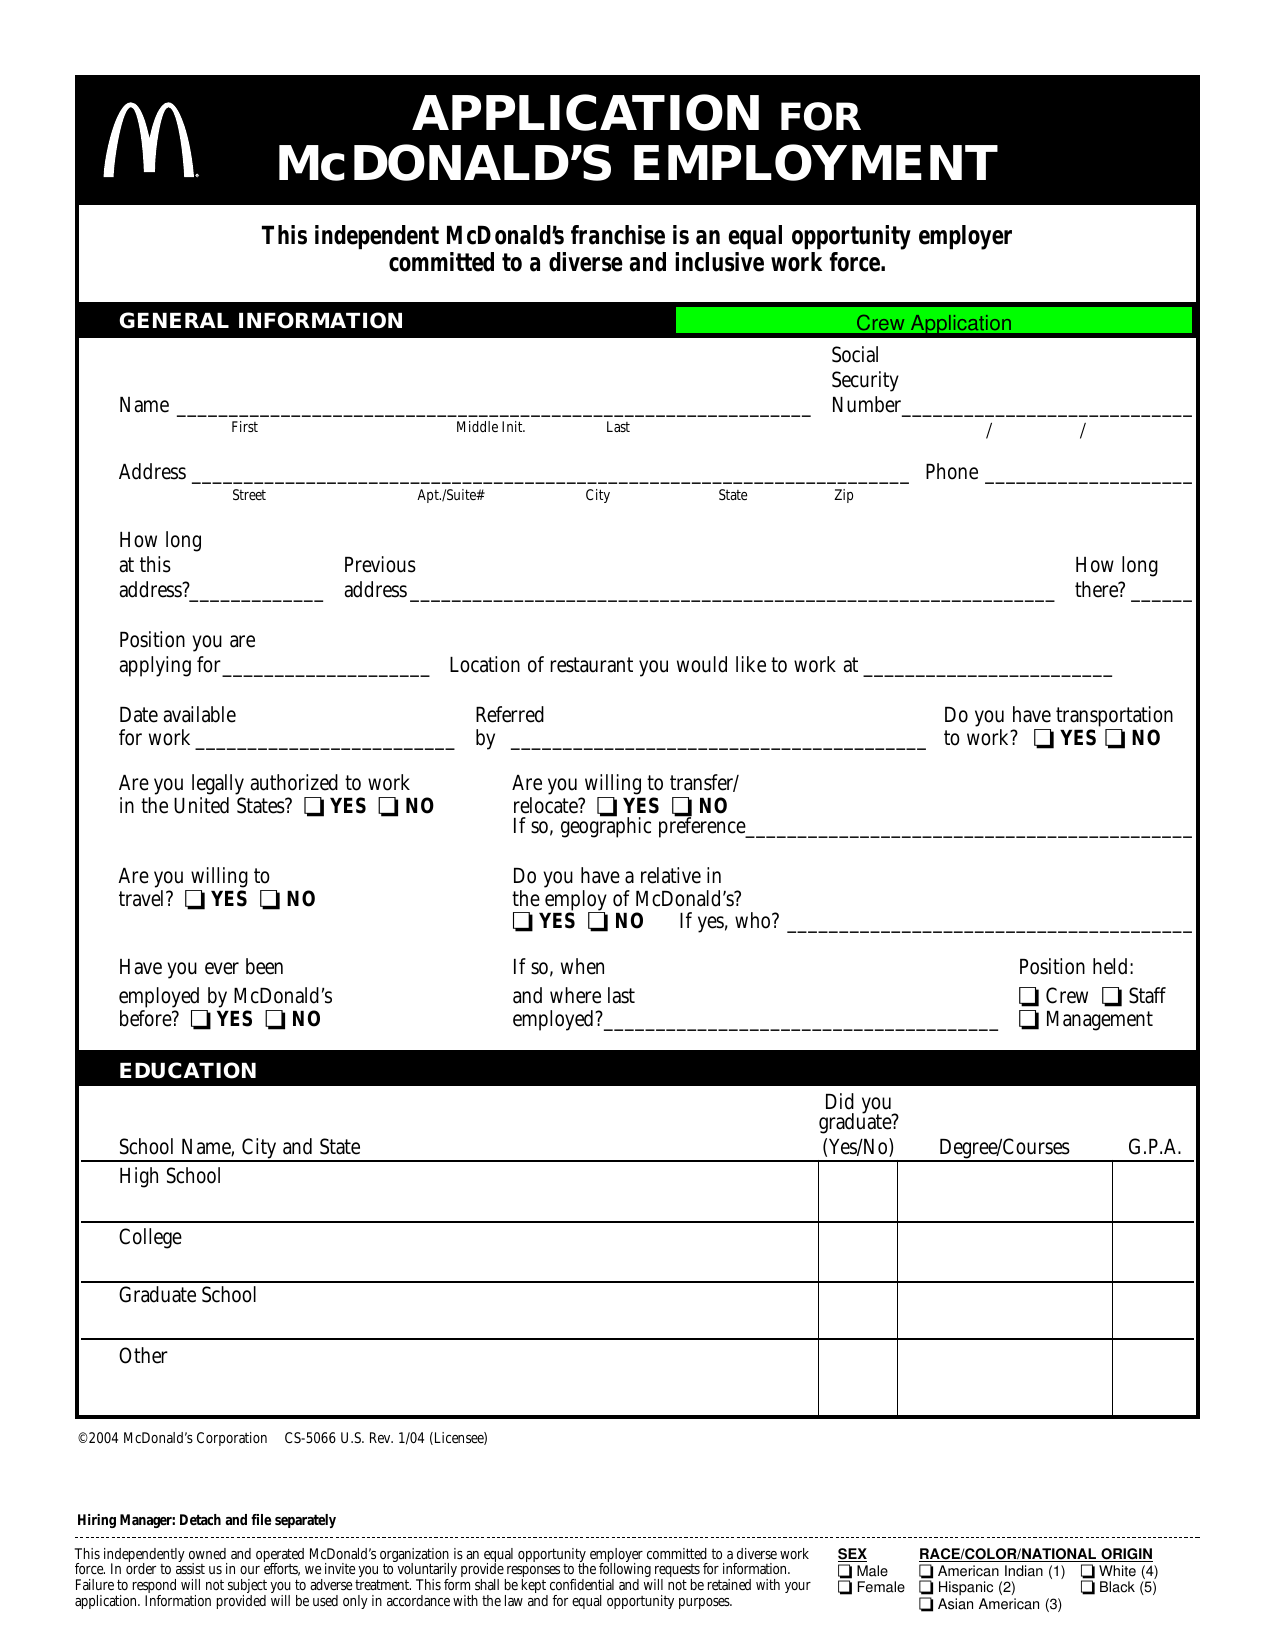 APPLICATION FOR
McDONALD’S EMPLOYMENT
This independent McDonald’s franchise is an equal opportunity employer
committed to a diverse and inclusive work force.
GENERAL INFORMATION Crew Application
Social
Security
Name ______ Number______
First Middle Init. Last / /
Address ______ Phone ______
Street Apt./Suite# City State Zip
How long
at this Previous How long
address?______ address ______ there? ______
Position you are
applying for ______ Location of restaurant you would like to work at ______
Date available Referred Do you have transportation
for work ______ by ______ to work? ❏ YES ❏ NO
Are you legally authorized to work Are you willing to transfer/
in the United States? ❏ YES ❏ NO relocate? ❏ YES ❏ NO
If so, geographic preference______
Are you willing to Do you have a relative in
travel? ❏ YES ❏ NO the employ of McDonald’s?
❏ YES ❏ NO If yes, who? ______
Have you ever been If so, when Position held:
employed by McDonald’s and where last ❏ Crew ❏ Staff
before? ❏ YES ❏ NO employed?______ ❏ Management
EDUCATION
Did you
graduate?
School Name, City and State (Yes/No) Degree/Courses G.P.A.
High School
College
Graduate School
Other
©2004 McDonald’s Corporation CS-5066 U.S. Rev. 1/04 (Licensee)
Hiring Manager: Detach and file separately
This independently owned and operated McDonald’s organization is an equal opportunity employer committed to a diverse work SEX RACE/COLOR/NATIONAL ORIGIN
force. In order to assist us in our efforts, we invite you to voluntarily provide responses to the following requests for information. ❏ Male ❏ American Indian (1) ❏ White (4)
Failure to respond will not subject you to adverse treatment. This form shall be kept confidential and will not be retained with your ❏ Female ❏ Hispanic (2) ❏ Black (5)
application. Information provided will be used only in accordance with the law and for equal opportunity purposes. ❏ Asian American (3)